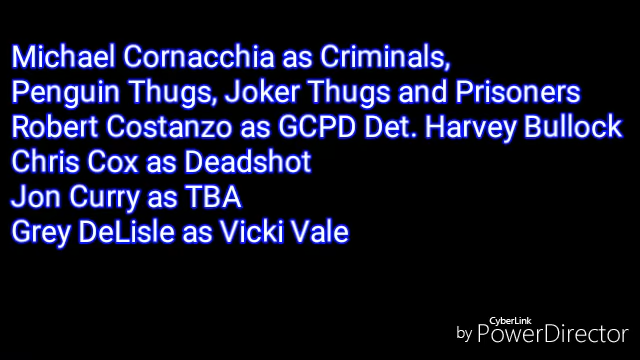 Michael Cornacchia as Criminals,
Penguin Thugs, Joker Thugs and Prisoners
Robert Costanzo as GCPD Det. Harvey Bullock
Chris Cox as Deadshot
Jon Curry as TBA
Grey DeLisle as Vicki Vale
CyberLink
by PowerDirector